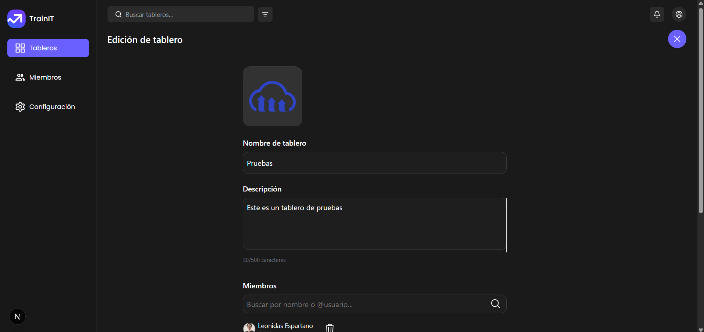 TrainIT
Buscar tableros...
Tableros
Edición de tablero
Miembros
Configuración
Nombre de tablero
Pruebas
Descripción
Este es un tablero de pruebas
caracteres
Miembros
Buscar por nombre o @usuario...
N
Leonidas Espartano